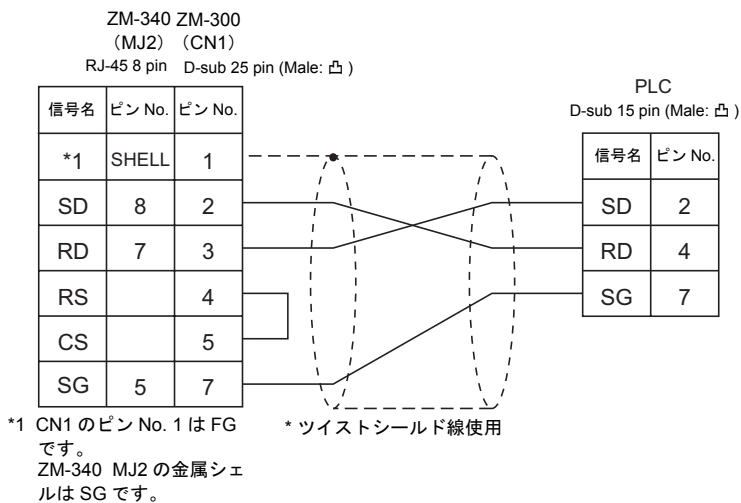 ZM-340 ZM-300
（MJ2）（CN1）
RJ-45 8 pin D-sub 25 pin (Male: 凸 )
信号名 ピン No. ピン No.
*1 SHELL 1
SD 8 2
RD 7 3
RS 4
CS 5
SG 5 7
PLC
D-sub 15 pin (Male: 凸 )
信号名 ピン No.
SD 2
RD 4
SG 7
*1 CN1 のピン No. 1 は FG
です。
ZM-340 MJ2 の金属シェ
ルは SG です。
* ツイストシールド線使用